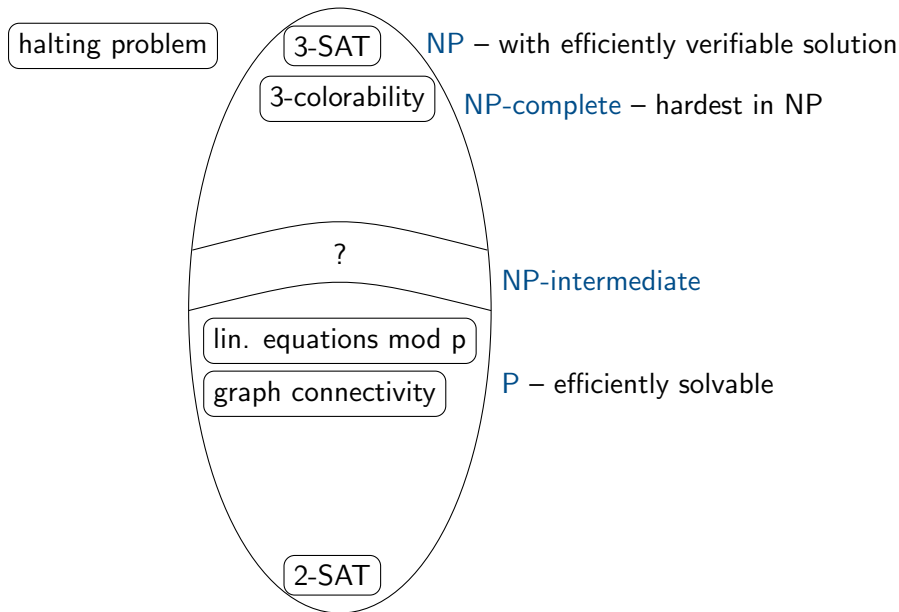 halting problem
3-SAT
NP – with efficiently verifiable solution
3-colorability
NP-complete – hardest in NP
?
NP-intermediate
lin. equations mod p
graph connectivity
P – efficiently solvable
2-SAT